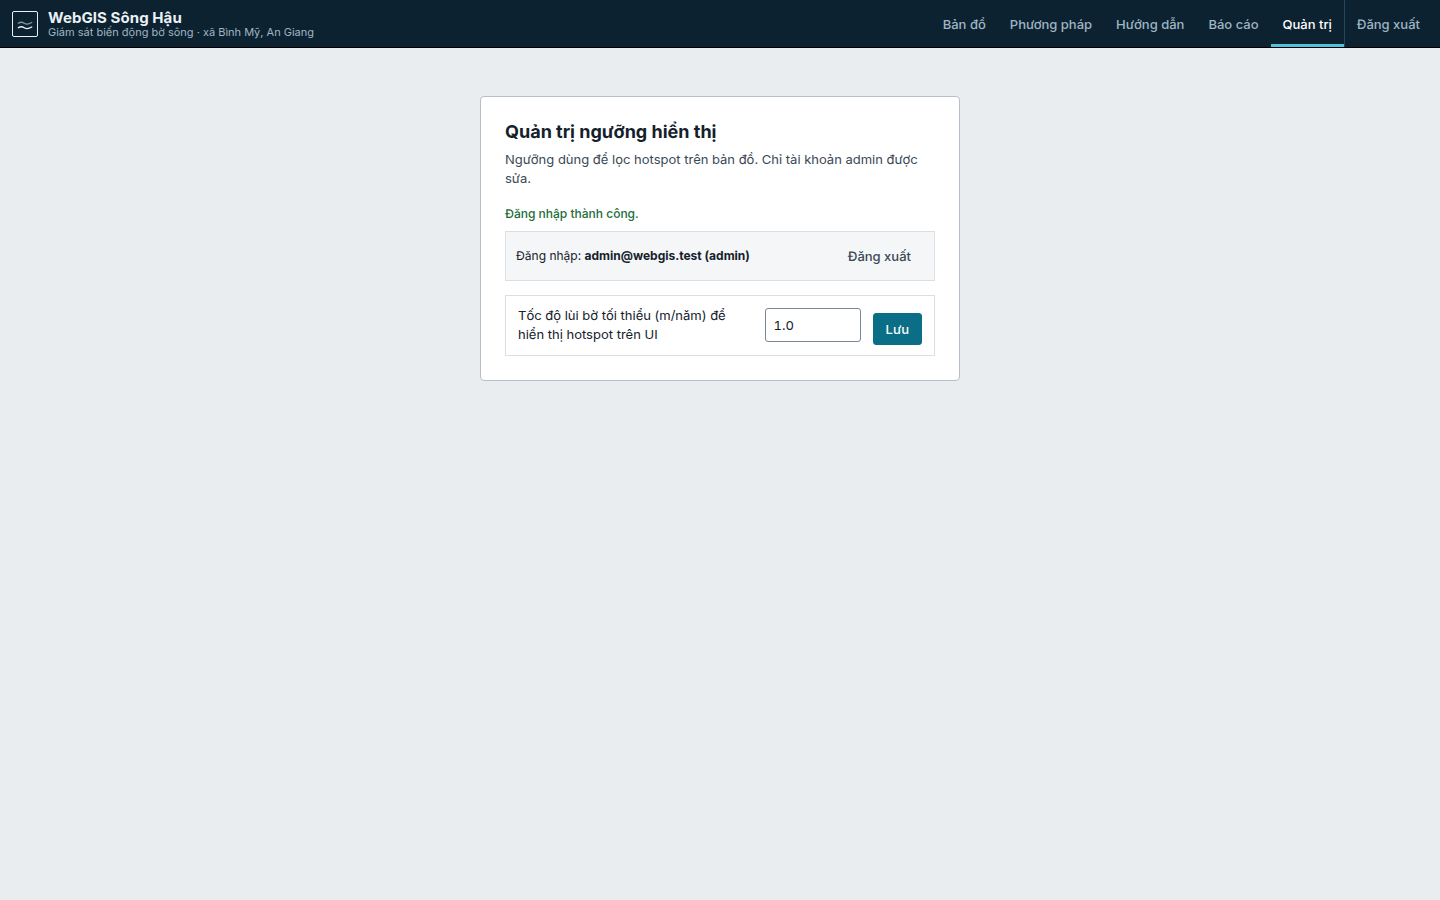 WebGIS Sông Hậu
Giám sát biến động bờ sông · xã Bình Mỹ, An Giang
Bản đồ
Phương pháp
Hướng dẫn
Báo cáo
Quản trị
Đăng xuất
Quản trị ngưỡng hiển thị
Ngưỡng dùng để lọc hotspot trên bản đồ. Chỉ tài khoản admin được
sửa.
Đăng nhập thành công.
Đăng nhập: admin@webgis.test (admin)
Đăng xuất
Tốc độ lùi bờ tối thiểu (m/năm) để
hiển thị hotspot trên UI
1.0
Lưu